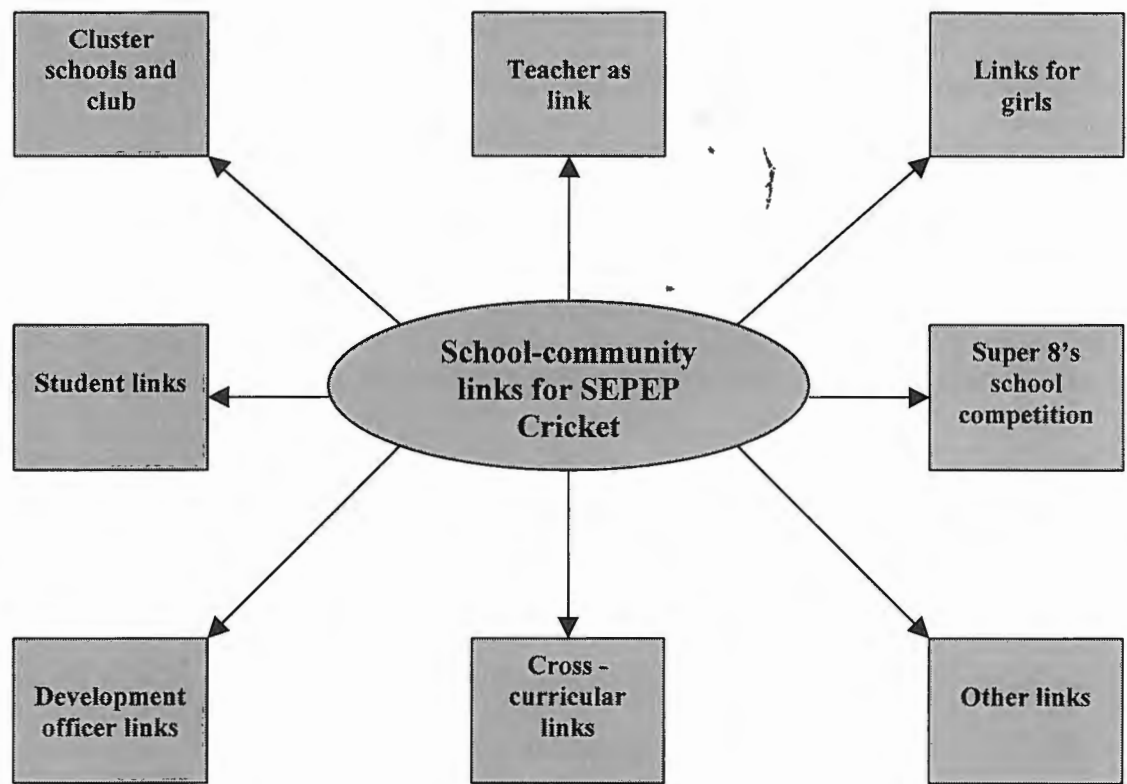 Cluster
schools and
club
Teacher as
link
Links for
girls
School-community
links for SEPEP
Cricket
Student links
Super 8's
school
competition
Development
officer links
Cross -
curricular
links
Other links